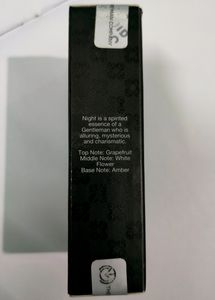 Night is a spirited
essence of a
Gentleman who is
alluring, mysterious
and charismatic.
Top Note: Grapefruit
Middle Note: White
Flower
Base Note: Amber